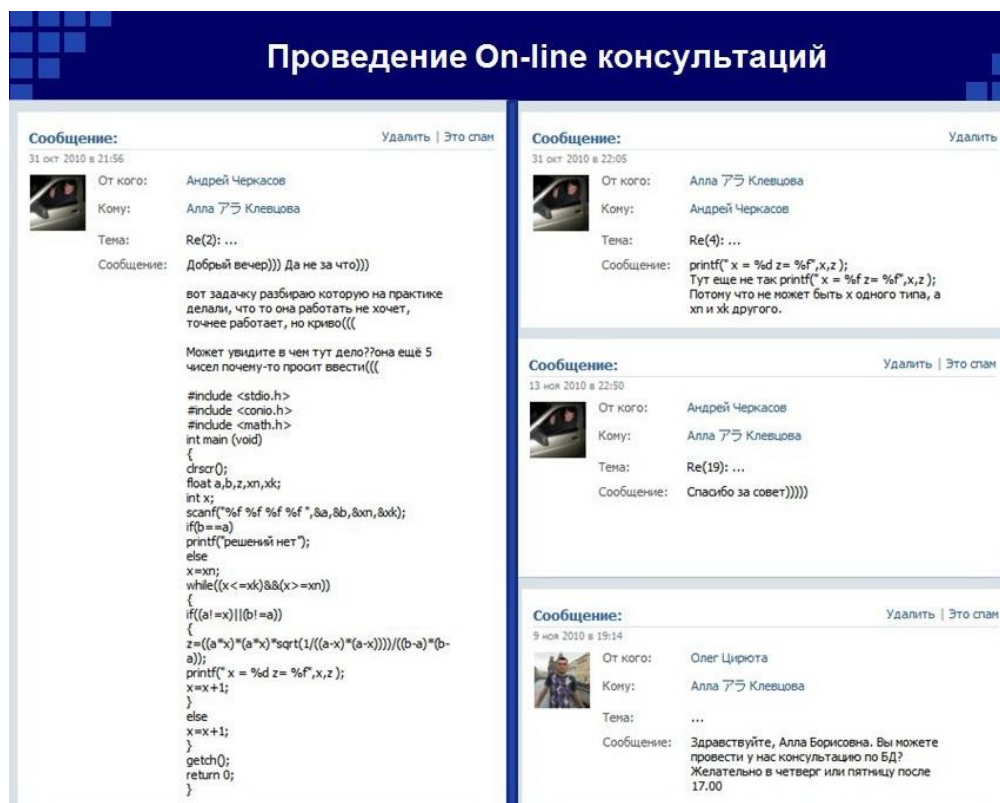 Проведение On-line консультаций
Сообщение:
Удалить | Это спам
31 окт 2010 в 21:56
От кого: Андрей Черкасов
Кому: Алла アラ Клевцова
Тема: Re(2): ...
Сообщение: Добрый вечер))) Да не за что)))
вот задачку разбираю которую на практике
делали, что то она работать не хочет,
точнее работает, но криво(((
Может увидите в чем тут дело??она ещё 5
чисел почему-то просит ввести(((
#include <stdio.h>
#include <conio.h>
#include <math.h>
int main (void)
{
clrscr();
float a,b,z,xn,xk;
int x;
scanf("%f %f %f %f ",&a,&b,&xn,&xk);
if(b==a)
printf("решений нет");
else
x=xn;
while((x<=xk)&&(x>=xn))
{
if((a!=x)||(b!=a))
{
z=((a*x)*(a*x)*sqrt(1/((a-x)*(a-x))))/((b-a)*(b-
a));
printf(" x = %d z= %f",x,z );
x=x+1;
}
else
x=x+1;
}
getch();
return 0;
}
Сообщение:
Удалить
31 окт 2010 в 22:05
От кого: Алла アラ Клевцова
Кому: Андрей Черкасов
Тема: Re(4): ...
Сообщение: printf(" x = %d z= %f",x,z );
Тут еще не так printf(" x = %f z= %f",x,z );
Потому что не может быть x одного типа, а
xn и xk другого.
Сообщение:
Удалить | Это спам
13 ноя 2010 в 22:50
От кого: Андрей Черкасов
Кому: Алла アラ Клевцова
Тема: Re(19): ...
Сообщение: Спасибо за совет)))))
Сообщение:
Удалить | Это спам
9 ноя 2010 в 19:14
От кого: Олег Цирюта
Кому: Алла アラ Клевцова
Тема: ...
Сообщение: Здравствуйте, Алла Борисовна. Вы можете
провести у нас консультацию по БД?
Желательно в четверг или пятницу после
17.00